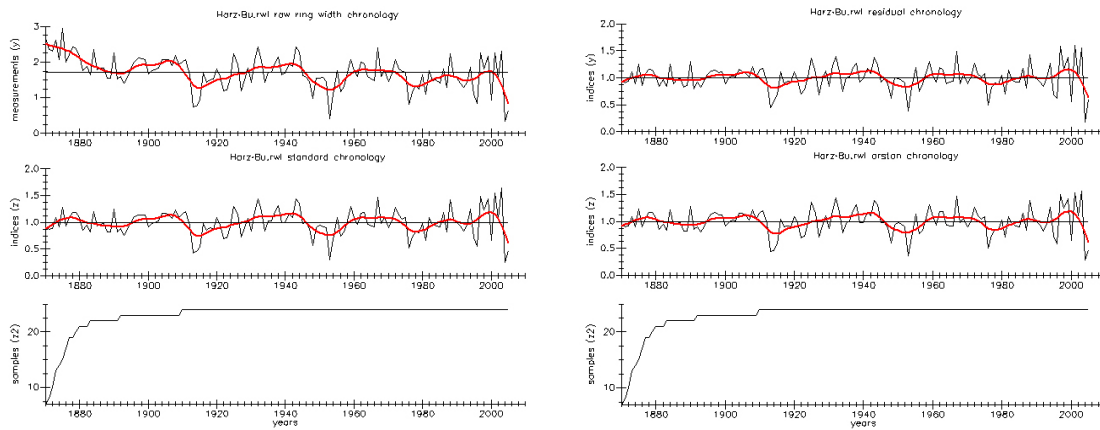 Harz-Bu.rwl raw ring width chronology
3
2
1
0
measurements (y)
1880 1900 1920 1940 1960 1980 2000
Harz-Bu.rwl standard chronology
2.0
1.5
1.0
0.5
0.0
indices (z)
1880 1900 1920 1940 1960 1980 2000
20
10
samples (z2)
1880 1900 1920 1940 1960 1980 2000
years
Harz-Bu.rwl residual chronology
2.0
1.5
1.0
0.5
0.0
indices (y)
1880 1900 1920 1940 1960 1980 2000
Harz-Bu.rwl arstan chronology
2.0
1.5
1.0
0.5
0.0
indices (z)
1880 1900 1920 1940 1960 1980 2000
20
10
samples (z2)
1880 1900 1920 1940 1960 1980 2000
years